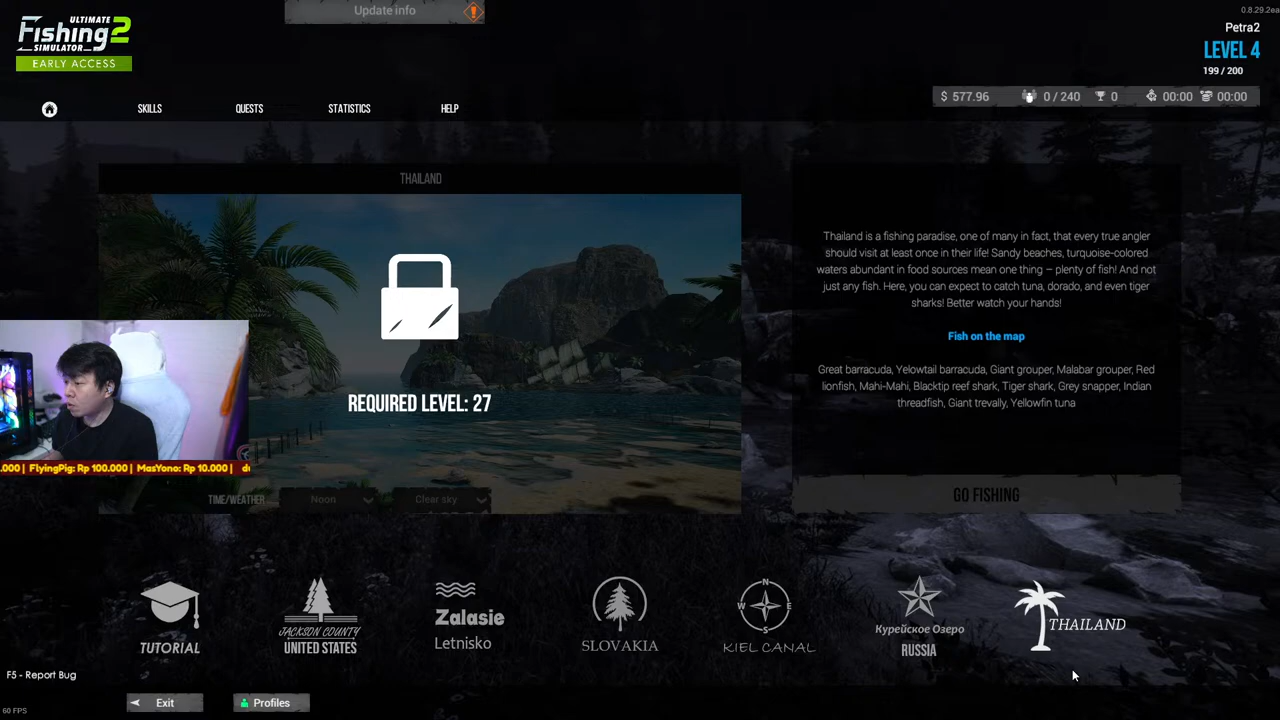 Update info
0.8.29.2ea
ULTIMATE
Fishing 2
SIMULATOR
EARLY ACCESS
Petra2
LEVEL 4
199 / 200
SKILLS
QUESTS
STATISTICS
HELP
$ 577.96
0 / 240
0
00:00
00:00
THAILAND
REQUIRED LEVEL: 27
TIME/WEATHER
Noon
Clear sky
Thailand is a fishing paradise, one of many in fact, that every true angler
should visit at least once in their life! Sandy beaches, turquoise-colored
waters abundant in food sources mean one thing – plenty of fish! And not
just any fish. Here, you can expect to catch tuna, dorado, and even tiger
sharks! Better watch your hands!
Fish on the map
Great barracuda, Yelowtail barracuda, Giant grouper, Malabar grouper, Red
lionfish, Mahi-Mahi, Blacktip reef shark, Tiger shark, Grey snapper, Indian
threadfish, Giant trevally, Yellowfin tuna
GO FISHING
.000 | FlyingPig: Rp 100.000 | MasYono: Rp 10.000 |
TUTORIAL
JACKSON COUNTY
UNITED STATES
Zalasie
Letnisko
SLOVAKIA
N
W E
S
KIEL CANAL
Курейское Озеро
RUSSIA
THAILAND
F5 - Report Bug
Exit
Profiles
60 FPS